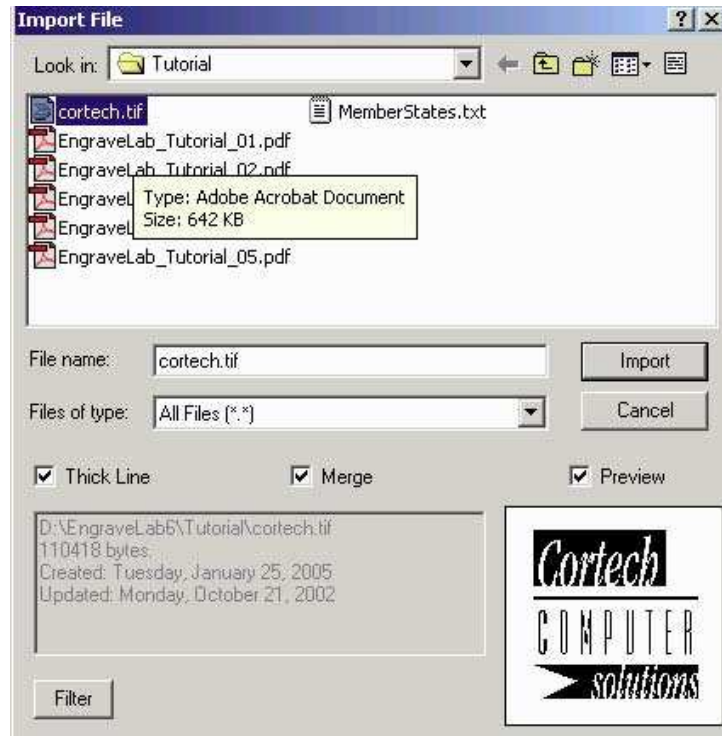 Import File
Look in: Tutorial
cortech.tif MemberStates.txt
EngraveLab_Tutorial_01.pdf
EngraveLab_Tutorial_02.pdf
EngraveL
EngraveL
EngraveLab_Tutorial_05.pdf
Type: Adobe Acrobat Document
Size: 642 KB
File name: cortech.tif Import
Files of type: All Files (*.*) Cancel
Thick Line Merge Preview
D:\EngraveLab6\Tutorial\cortech.tif
110418 bytes
Created: Tuesday, January 25, 2005
Updated: Monday, October 21, 2002
Cortech
COMPUTER
solutions
Filter